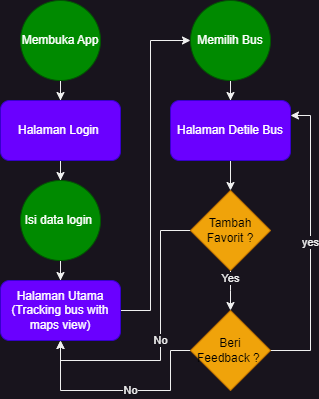 Membuka App
Halaman Login
Isi data login
Halaman Utama
(Tracking bus with
maps view)
Memilih Bus
Halaman Detile Bus
Tambah
Favorit ?
Yes
No
Beri
Feedback ?
yes
No